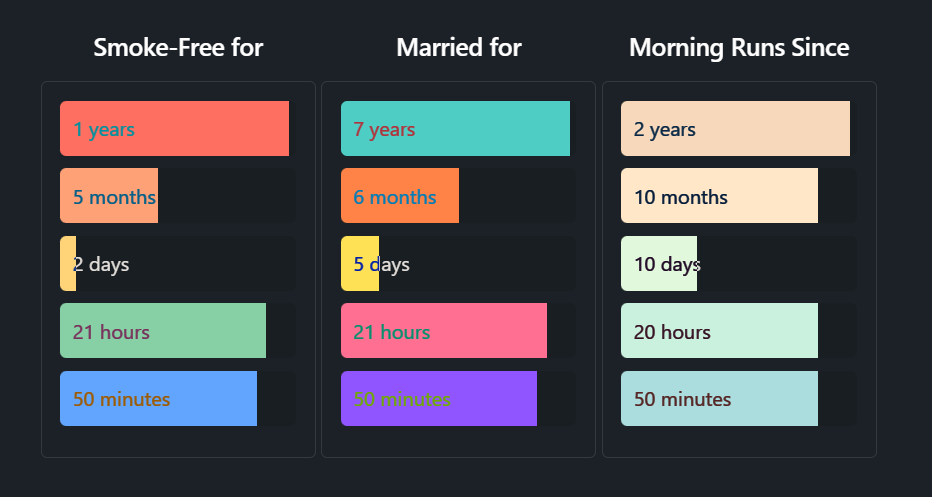 Smoke-Free for
1 years
5 months
2 days
21 hours
50 minutes
Married for
7 years
6 months
5 days
21 hours
50 minutes
Morning Runs Since
2 years
10 months
10 days
20 hours
50 minutes